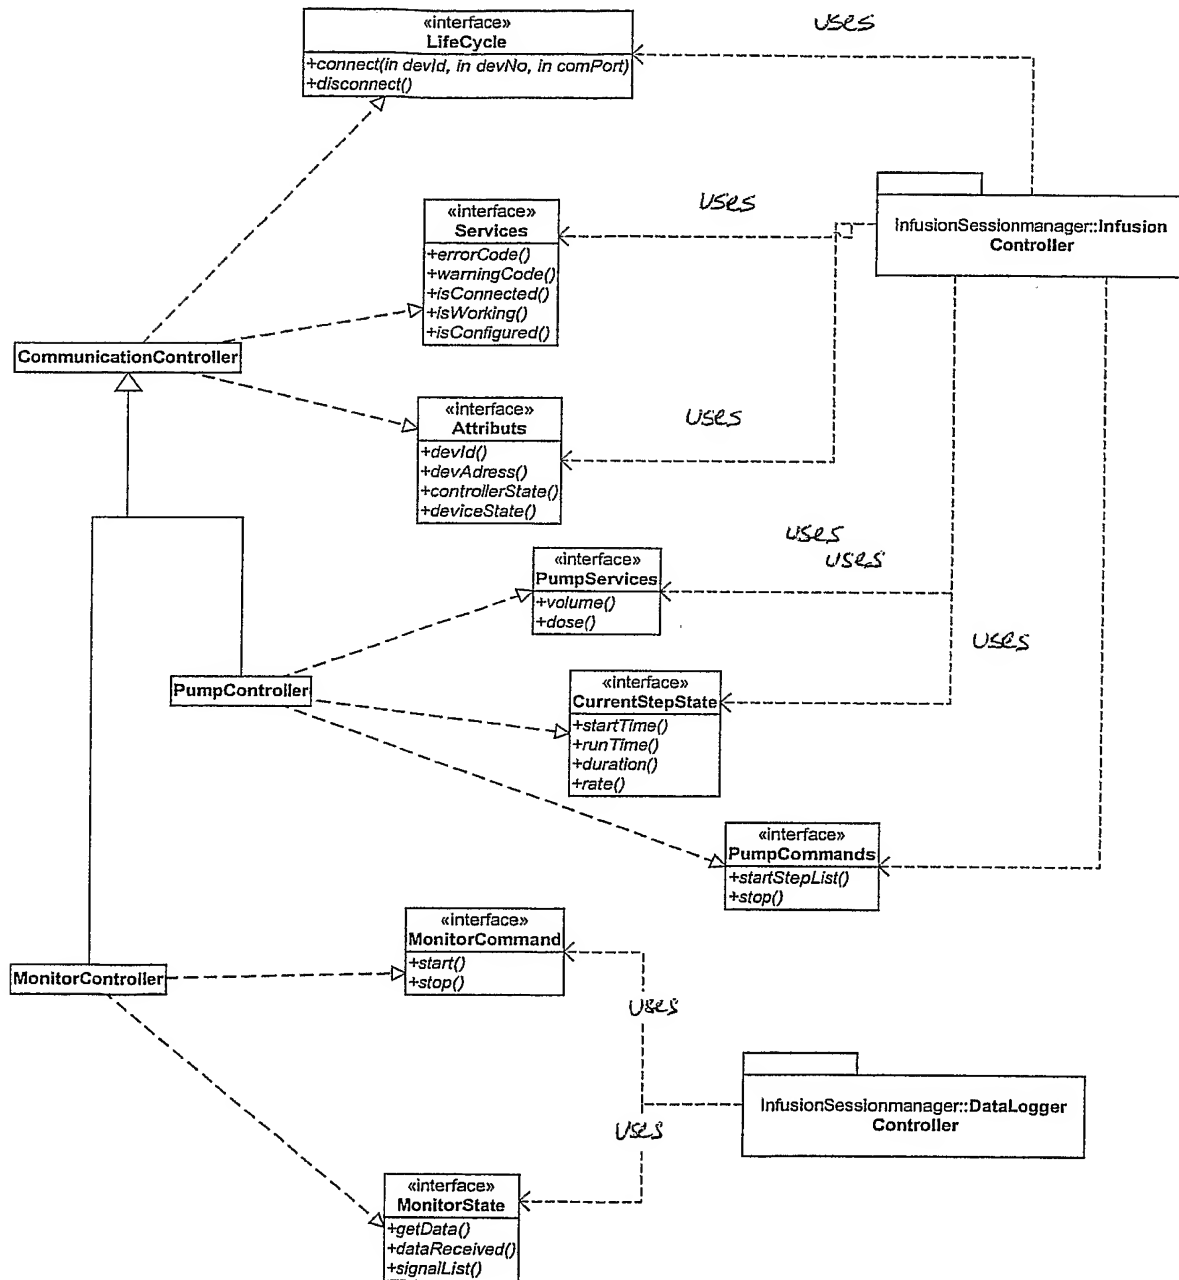 uses
«interface»
LifeCycle
+connect(in devId, in devNo, in comPort)
+disconnect()
uses
«interface»
Services
+errorCode()
+warningCode()
+isConnected()
+isWorking()
+isConfigured()
InfusionSessionmanager::Infusion
Controller
CommunicationController
«interface»
Attributs
+devId()
+devAdress()
+controllerState()
+deviceState()
uses
uses
uses
«interface»
PumpServices
+volume()
+dose()
uses
PumpController
«interface»
CurrentStepState
+startTime()
+runTime()
+duration()
+rate()
«interface»
PumpCommands
+startStepList()
+stop()
«interface»
MonitorCommand
+start()
+stop()
MonitorController
uses
InfusionSessionmanager::DataLogger
Controller
uses
«interface»
MonitorState
+getData()
+dataReceived()
+signalList()